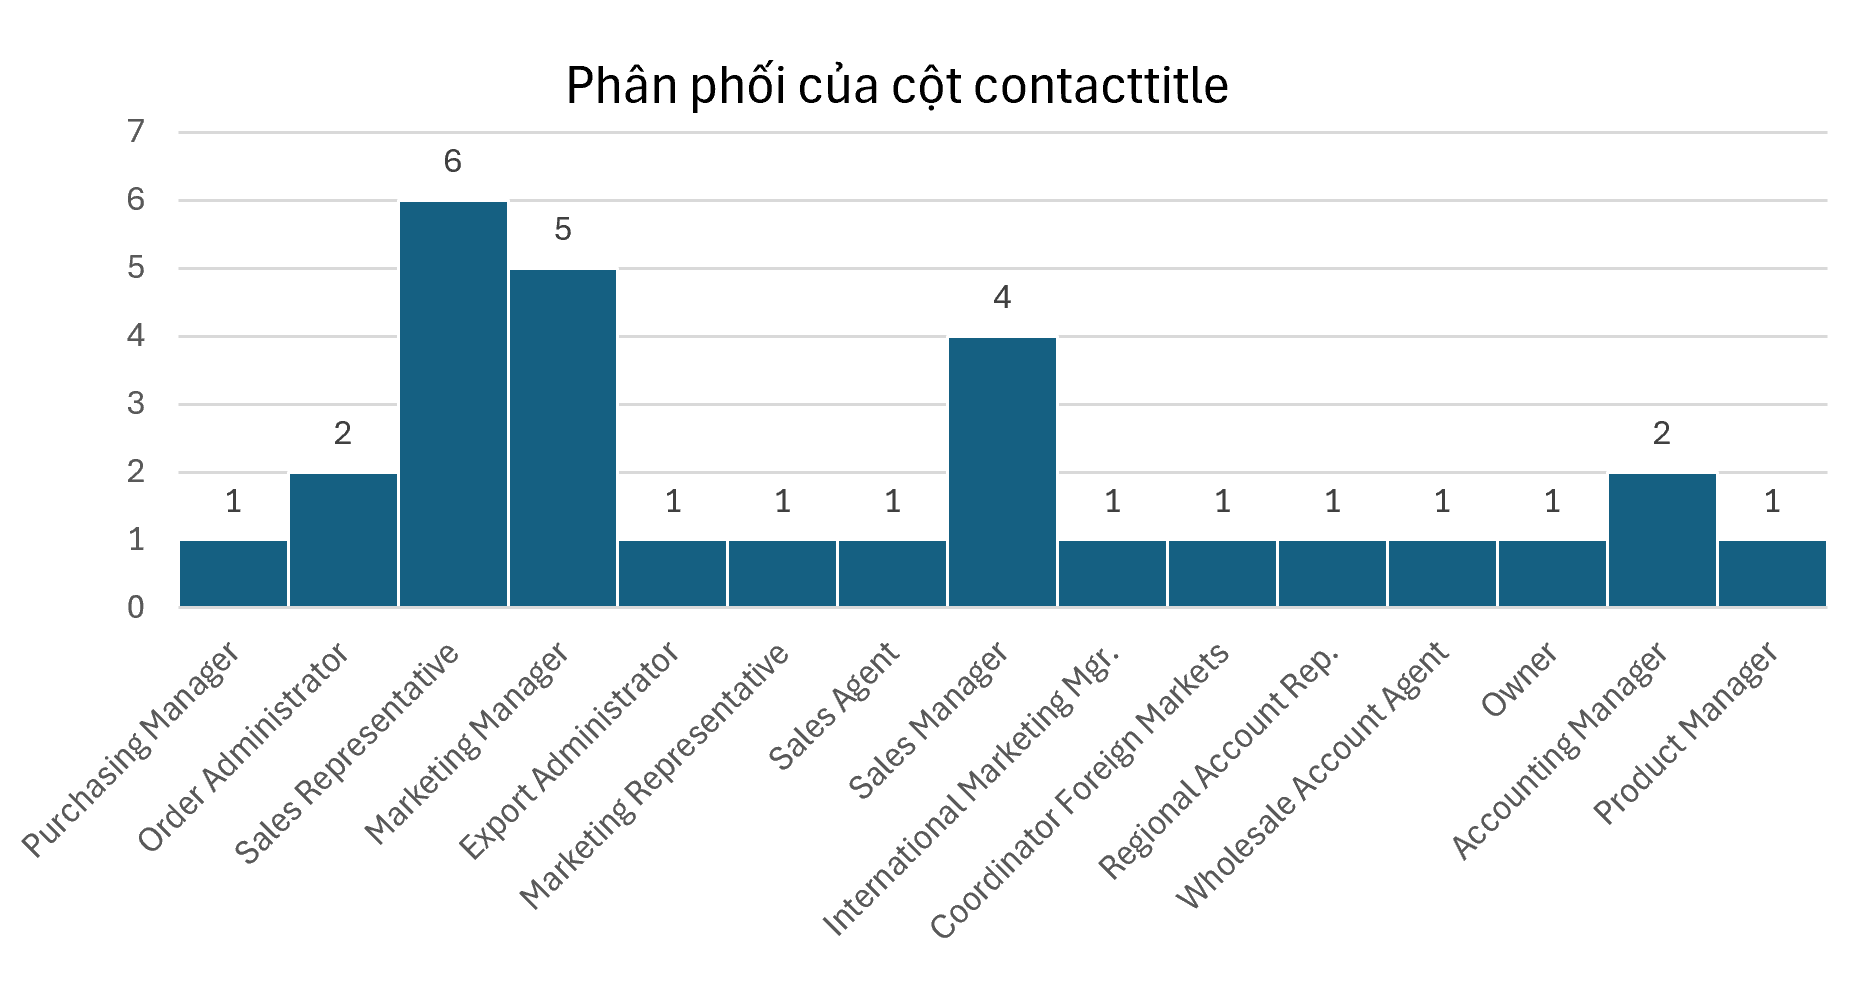 Phân phối của cột contacttitle
7
6
5
4
3
2
1
0
1
2
6
5
1
1
1
4
1
1
1
1
1
2
1
Purchasing Manager
Order Administrator
Sales Representative
Marketing Manager
Export Administrator
Marketing Representative
Sales Agent
Sales Manager
International Marketing Mgr.
Coordinator Foreign Markets
Regional Account Rep.
Wholesale Account Agent
Owner
Accounting Manager
Product Manager